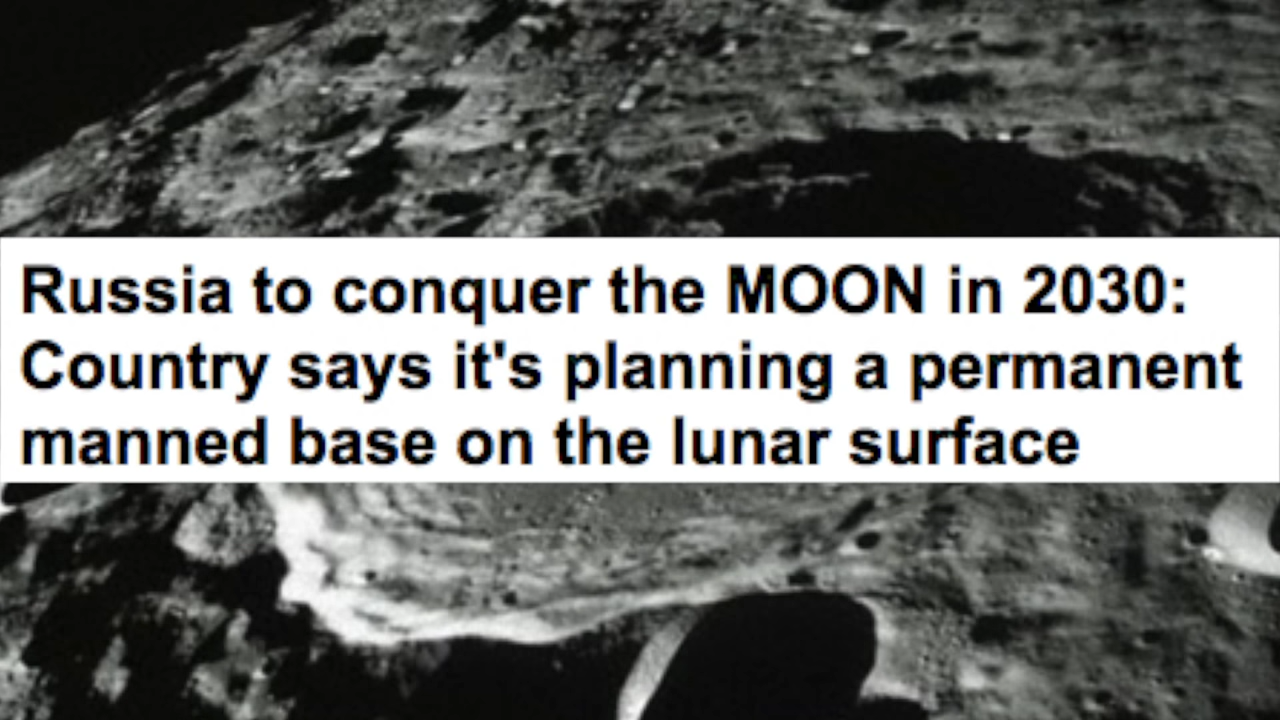 Russia to conquer the MOON in 2030:
Country says it's planning a permanent
manned base on the lunar surface